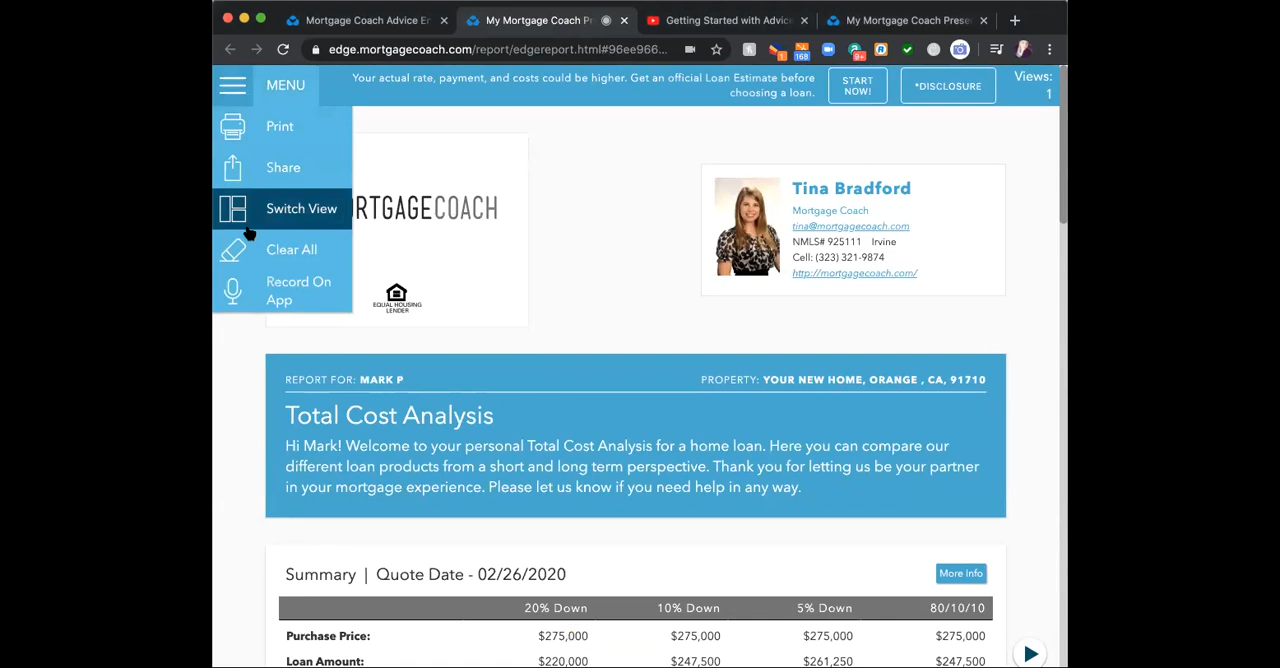 Mortgage Coach Advice Er
My Mortgage Coach Pr
Getting Started with Advice
My Mortgage Coach Prese
edge.mortgagecoach.com/report/edgereport.html#96ee966...
1
168
9+
MENU
Your actual rate, payment, and costs could be higher. Get an official Loan Estimate before
choosing a loan.
START
NOW!
*DISCLOSURE
Views:
1
Print
Share
Switch View
Clear All
Record On
App
RTGAGECOACH
EQUAL HOUSING
LENDER
Tina Bradford
Mortgage Coach
tina@mortgagecoach.com
NMLS# 925111 Irvine
Cell: (323) 321-9874
http://mortgagecoach.com/
REPORT FOR: MARK P
PROPERTY: YOUR NEW HOME, ORANGE , CA, 91710
Total Cost Analysis
Hi Mark! Welcome to your personal Total Cost Analysis for a home loan. Here you can compare our
different loan products from a short and long term perspective. Thank you for letting us be your partner
in your mortgage experience. Please let us know if you need help in any way.
Summary | Quote Date - 02/26/2020
More Info
20% Down 10% Down 5% Down 80/10/10
Purchase Price: $275,000 $275,000 $275,000 $275,000
Loan Amount: $220,000 $247,500 $261,250 $247,500